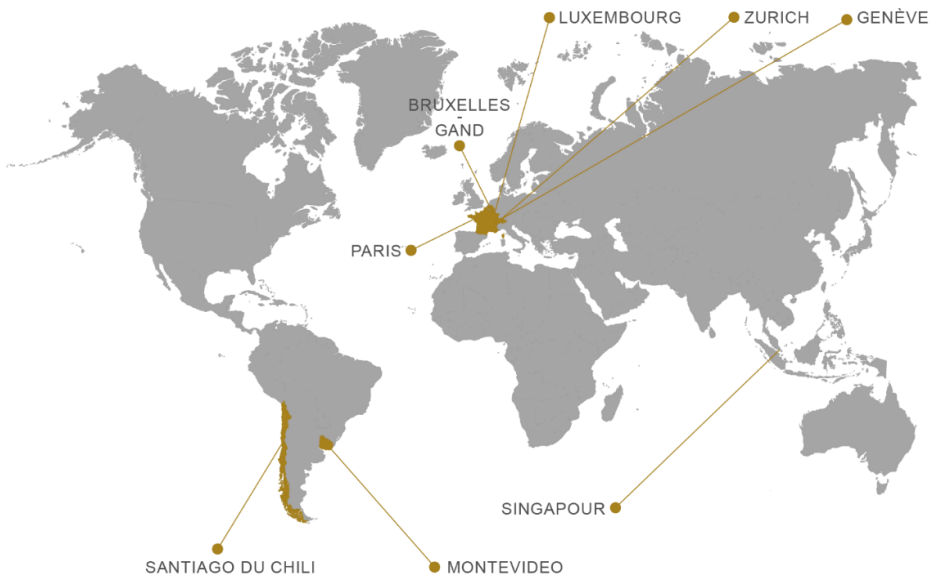 LUXEMBOURG
ZURICH
GENÈVE
BRUXELLES
-
GAND
PARIS
SINGAPOUR
SANTIAGO DU CHILI
MONTEVIDEO